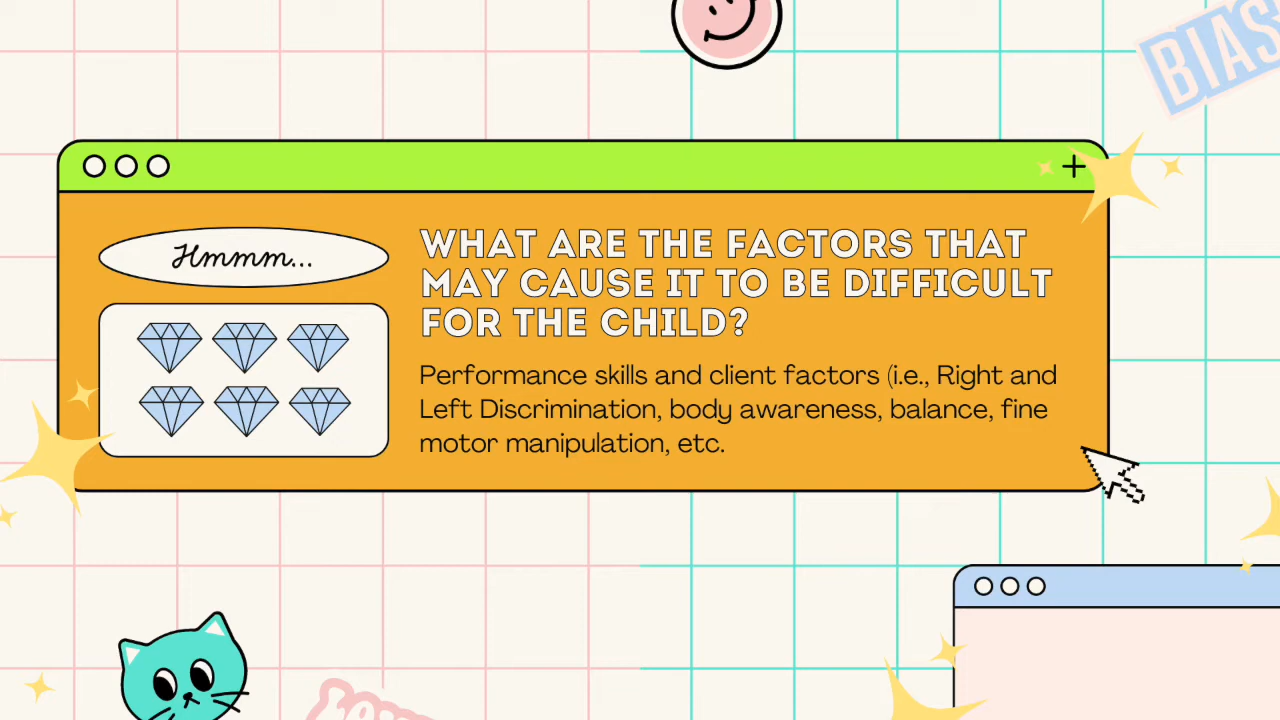 BIAS
Hmmm...
WHAT ARE THE FACTORS THAT
MAY CAUSE IT TO BE DIFFICULT
FOR THE CHILD?
Performance skills and client factors (i.e., Right and
Left Discrimination, body awareness, balance, fine
motor manipulation, etc.